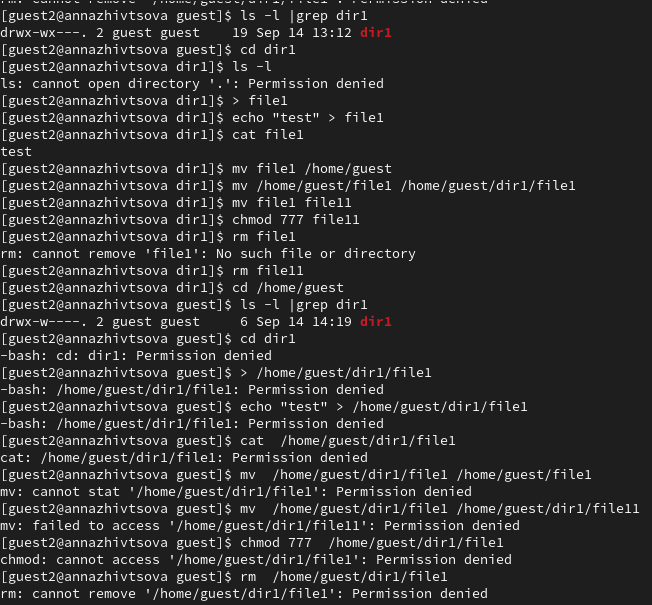 rm: cannot remove '/home/guest/dir1/file1': Permission denied
[guest2@annazhivtsova guest]$ ls -l |grep dir1
drwx-wx---. 2 guest guest    19 Sep 14 13:12 dir1
[guest2@annazhivtsova guest]$ cd dir1
[guest2@annazhivtsova dir1]$ ls -l
ls: cannot open directory '.': Permission denied
[guest2@annazhivtsova dir1]$ > file1
[guest2@annazhivtsova dir1]$ echo "test" > file1
[guest2@annazhivtsova dir1]$ cat file1
test
[guest2@annazhivtsova dir1]$ mv file1 /home/guest
[guest2@annazhivtsova dir1]$ mv /home/guest/file1 /home/guest/dir1/file1
[guest2@annazhivtsova dir1]$ mv file1 file11
[guest2@annazhivtsova dir1]$ chmod 777 file11
[guest2@annazhivtsova dir1]$ rm file1
rm: cannot remove 'file1': No such file or directory
[guest2@annazhivtsova dir1]$ rm file11
[guest2@annazhivtsova dir1]$ cd /home/guest
[guest2@annazhivtsova guest]$ ls -l |grep dir1
drwx-w----. 2 guest guest     6 Sep 14 14:19 dir1
[guest2@annazhivtsova guest]$ cd dir1
-bash: cd: dir1: Permission denied
[guest2@annazhivtsova guest]$ > /home/guest/dir1/file1
-bash: /home/guest/dir1/file1: Permission denied
[guest2@annazhivtsova guest]$ echo "test" > /home/guest/dir1/file1
-bash: /home/guest/dir1/file1: Permission denied
[guest2@annazhivtsova guest]$ cat  /home/guest/dir1/file1
cat: /home/guest/dir1/file1: Permission denied
[guest2@annazhivtsova guest]$ mv  /home/guest/dir1/file1 /home/guest/file1
mv: cannot stat '/home/guest/dir1/file1': Permission denied
[guest2@annazhivtsova guest]$ mv  /home/guest/dir1/file1 /home/guest/dir1/file11
mv: failed to access '/home/guest/dir1/file11': Permission denied
[guest2@annazhivtsova guest]$ chmod 777  /home/guest/dir1/file1
chmod: cannot access '/home/guest/dir1/file1': Permission denied
[guest2@annazhivtsova guest]$ rm  /home/guest/dir1/file1
rm: cannot remove '/home/guest/dir1/file1': Permission denied